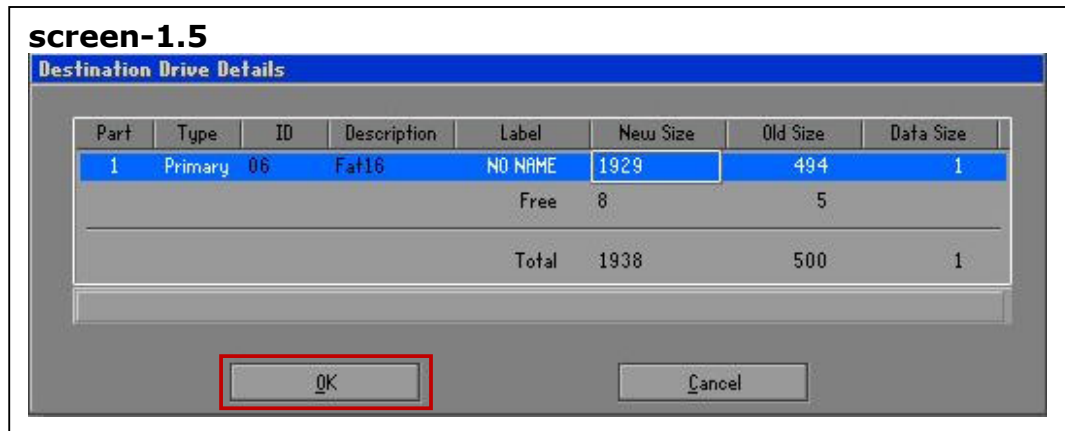 screen-1.5
Destination Drive Details
Part Type ID Description Label New Size Old Size Data Size
1 Primary 06 Fat16 NO NAME 1929 494 1
Free 8 5
Total 1938 500 1
OK Cancel